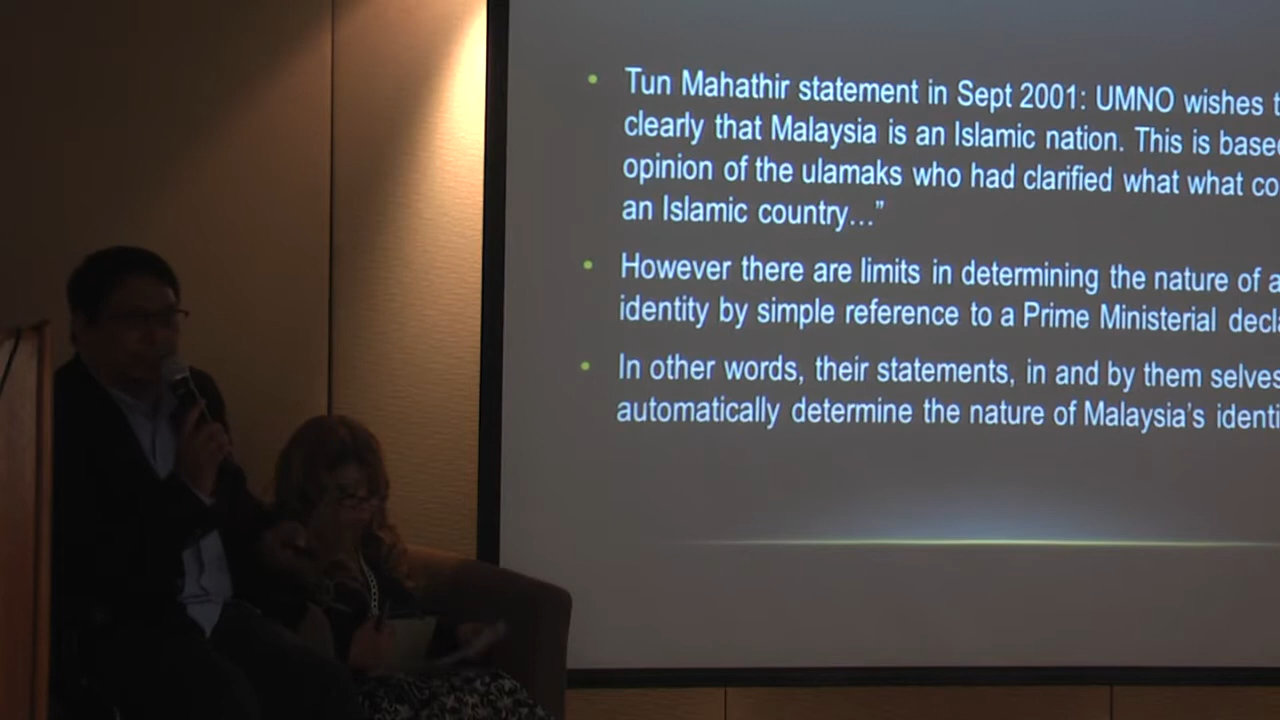 • Tun Mahathir statement in Sept 2001: UMNO wishes t
clearly that Malaysia is an Islamic nation. This is base
opinion of the ulamaks who had clarified what what co
an Islamic country…”
• However there are limits in determining the nature of a
identity by simple reference to a Prime Ministerial decl
• In other words, their statements, in and by them selves
automatically determine the nature of Malaysia’s identi